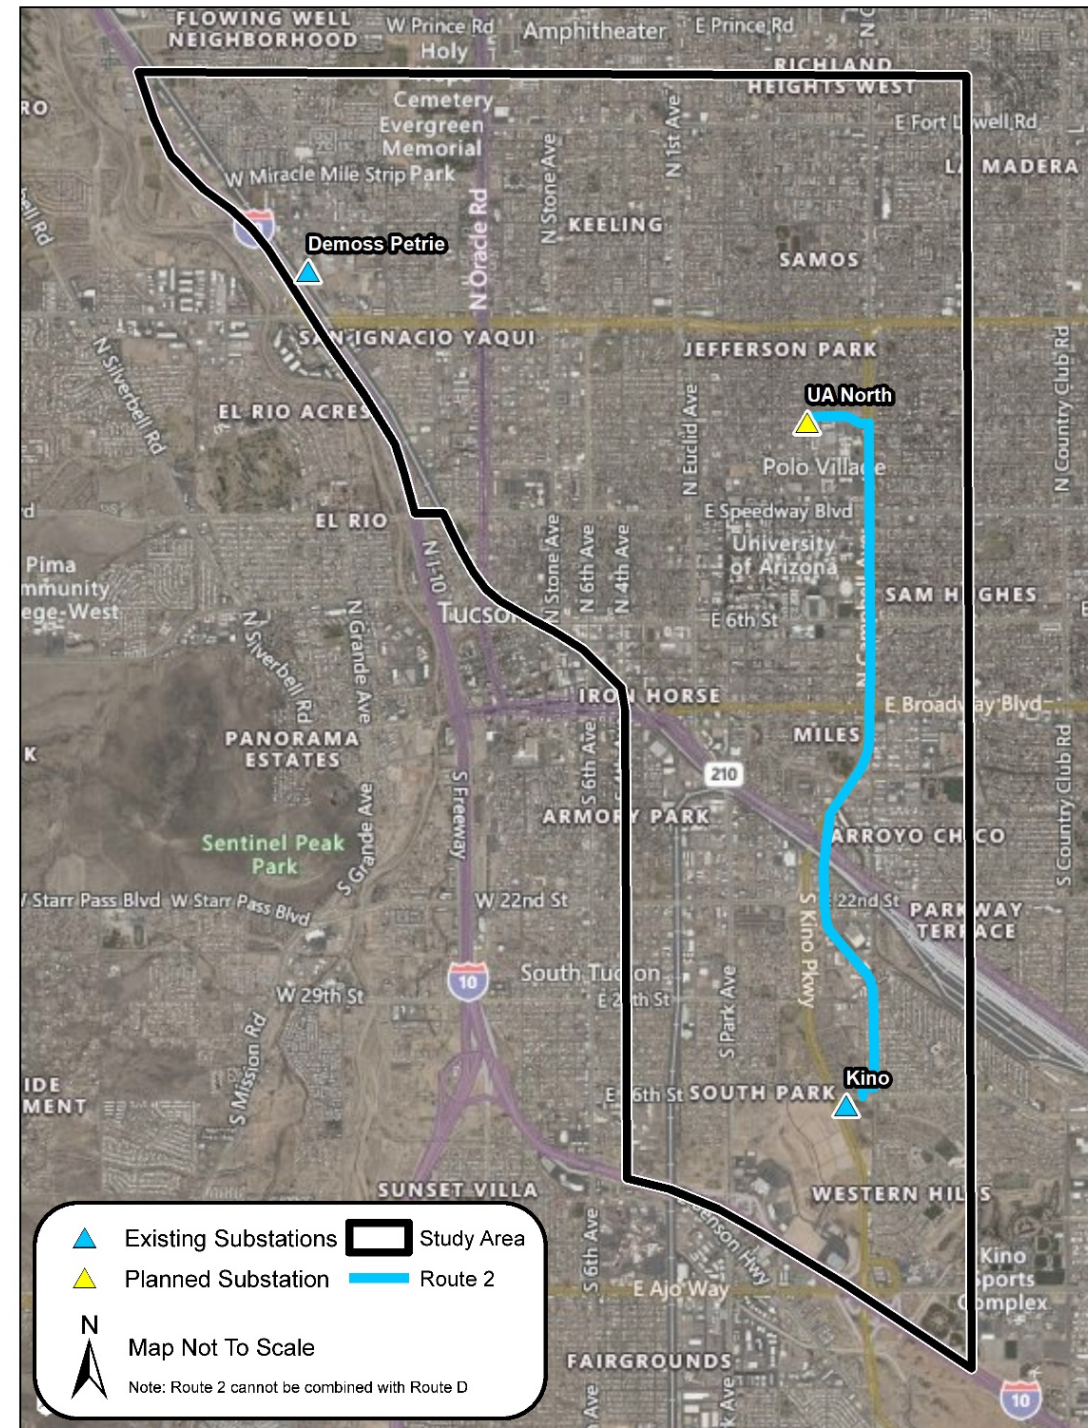 FLOWING WELL
NEIGHBORHOOD
W Prince Rd
Holy
Hope
Cemetery
Amphitheater
E Prince Rd
RICHLAND
HEIGHTS WEST
E Fort Lowell Rd
LA MADERA
Evergreen
Memorial
Park
W Miracle Mile Strip
N Oracle Rd
N Stone Ave
N 1st Ave
KEELING
SAMOS
Demoss Petrie
SAN IGNACIO YAQUI
JEFFERSON PARK
N Silverbell Rd
EL RIO ACRES
UA North
N Euclid Ave
N Country Club Rd
Polo Village
EL RIO
E Speedway Blvd
University
of Arizona
N I-10
N Stone Ave
N 6th Ave
N 4th Ave
Pima
Tucson
SAM HUGHES
E 6th St
N Campbell Ave
N Silverbell Rd
N Grande Ave
IRON HORSE
E Broadway Blvd
PANORAMA
ESTATES
MILES
S 6th Ave
210
S Freeway
S Grande Ave
ARMORY PARK
ARROYO CHICO
S Country Club Rd
Sentinel Peak
Park
W Starr Pass Blvd
W 22nd St
E 22nd St
PARKWAY
TERRACE
S Kino Pkwy
South Tucson
10
W 29th St
S Park Ave
S Mission Rd
Kino
SOUTH PARK
SUNSET VILLA
WESTERN HILLS
S 6th Ave
Benson Hwy
Kino
Sports
Complex
E Ajo Way
FAIRGROUNDS
10
Existing Substations
Study Area
Planned Substation
Route 2
N
Map Not To Scale
Note: Route 2 cannot be combined with Route D